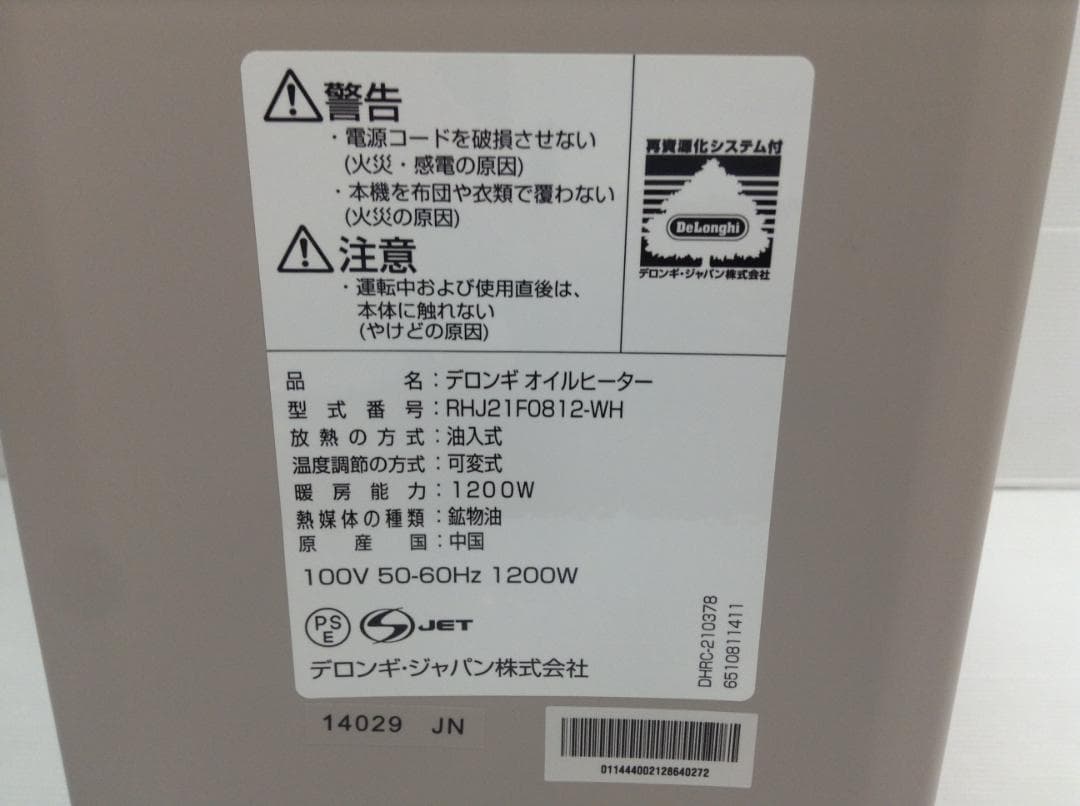 警告
・電源コードを破損させない
(火災・感電の原因)
・本機を布団や衣類で覆わない
(火災の原因)
注意
・運転中および使用直後は、
本体に触れない
(やけどの原因)
再資源化システム付
DeLonghi
デロンギ・ジャパン株式会社
品名：デロンギ オイルヒーター
型式番号：RHJ21F0812-WH
放熱の方式：油入式
温度調節の方式：可変式
暖房能力：1200W
熱媒体の種類：鉱物油
原産国：中国
100V 50-60Hz 1200W
PS
E
JET
デロンギ・ジャパン株式会社
DHRC-210378
6510811411
14029 JN
011444002128640272